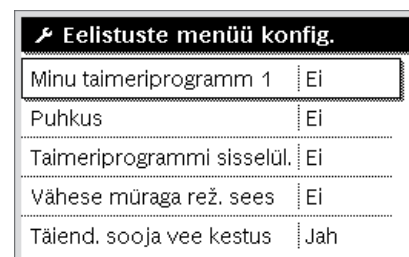 Eelistuste menüü konfig.
Minu taimeriprogramm 1 Ei
Puhkus Ei
Taimeriprogrammi sisselül. Ei
Vähese müraga rež. sees Ei
Täiend. sooja vee kestus Jah